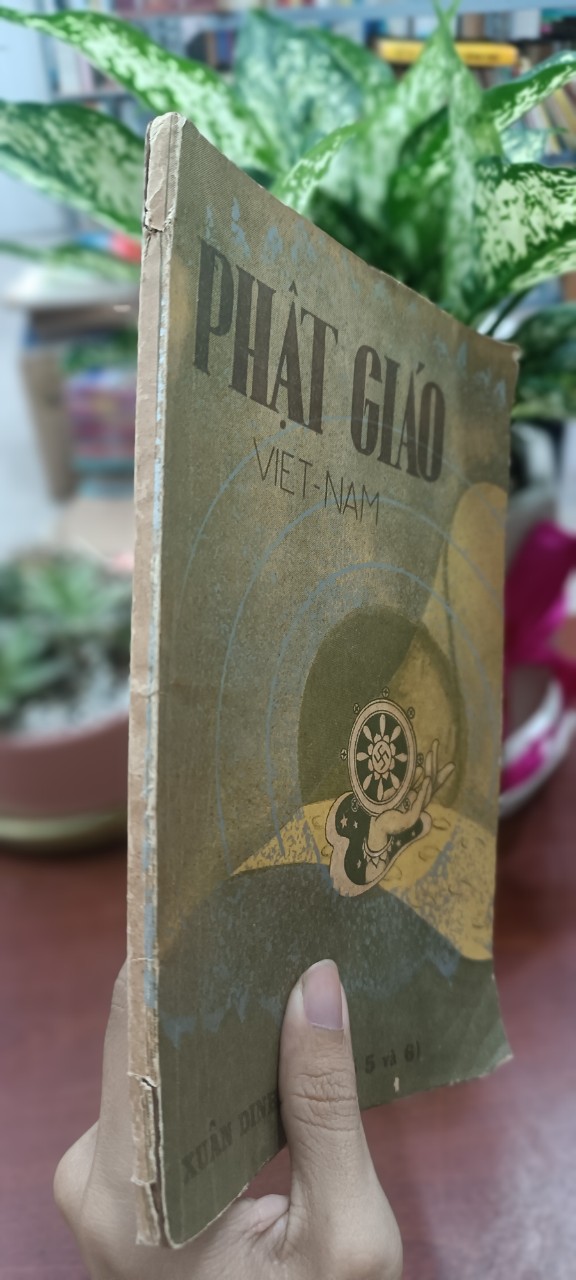 PHẬT GIÁO
VIỆT-NAM
XUÂN ĐINH 5 và 6)